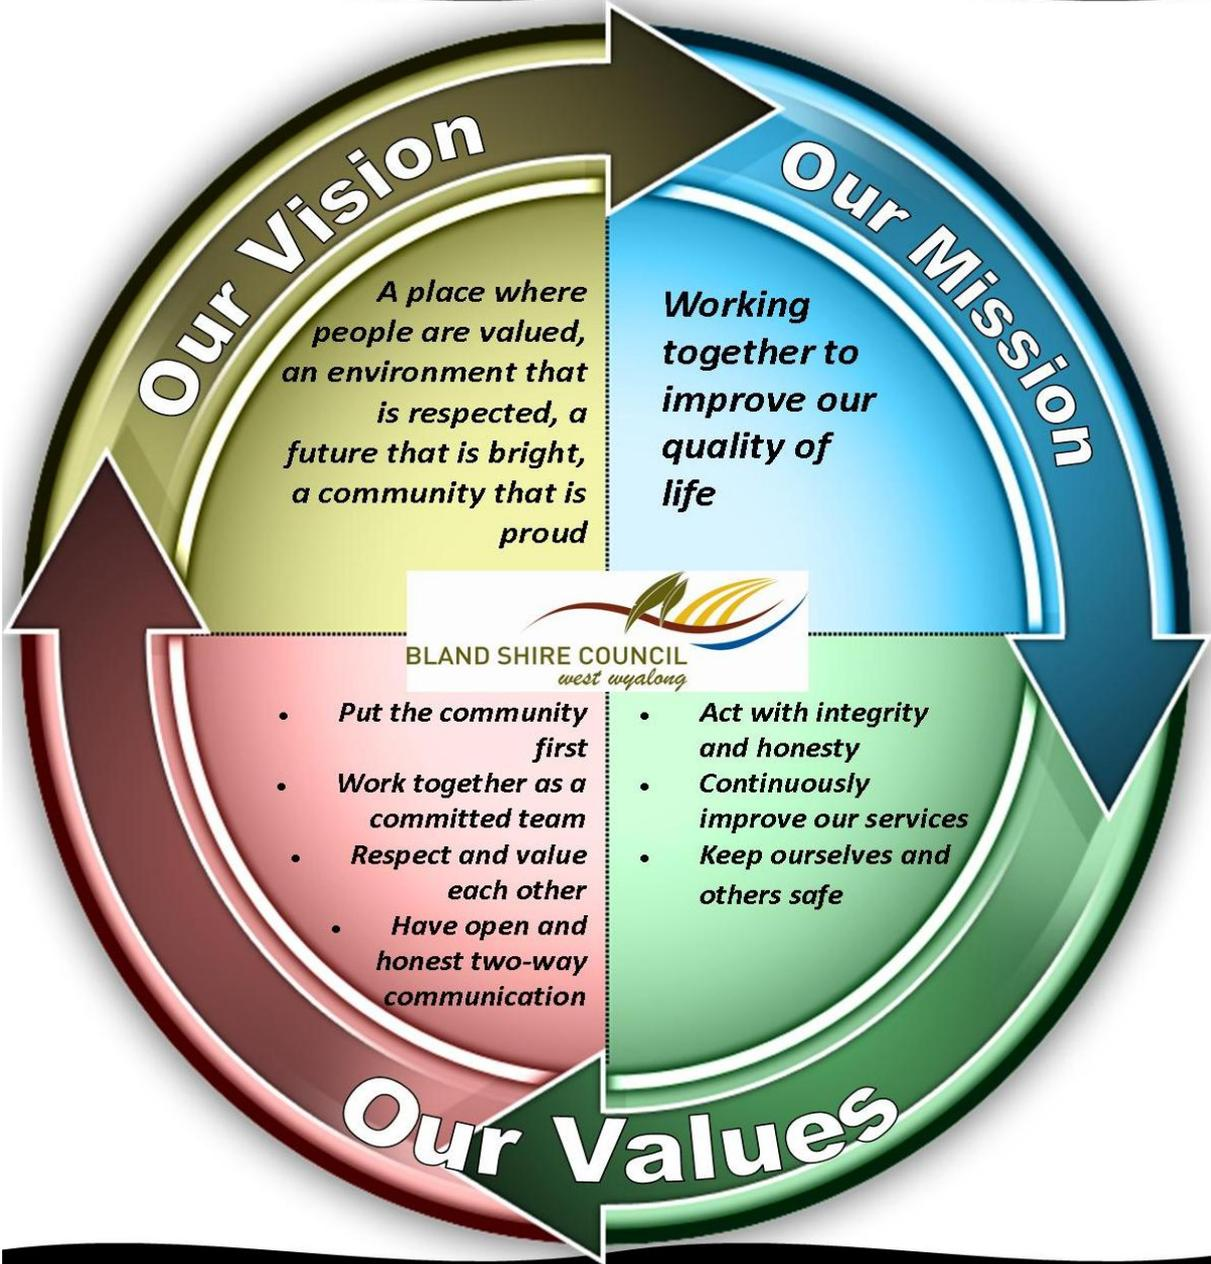 Our Vision
A place where
people are valued,
an environment that
is respected, a
future that is bright,
a community that is
proud
Our Mission
Working
together to
improve our
quality of
life
BLAND SHIRE COUNCIL
west wyalong
• Put the community
first
• Work together as a
committed team
• Respect and value
each other
• Have open and
honest two-way
communication
• Act with integrity
and honesty
• Continuously
improve our services
• Keep ourselves and
others safe
Our Values